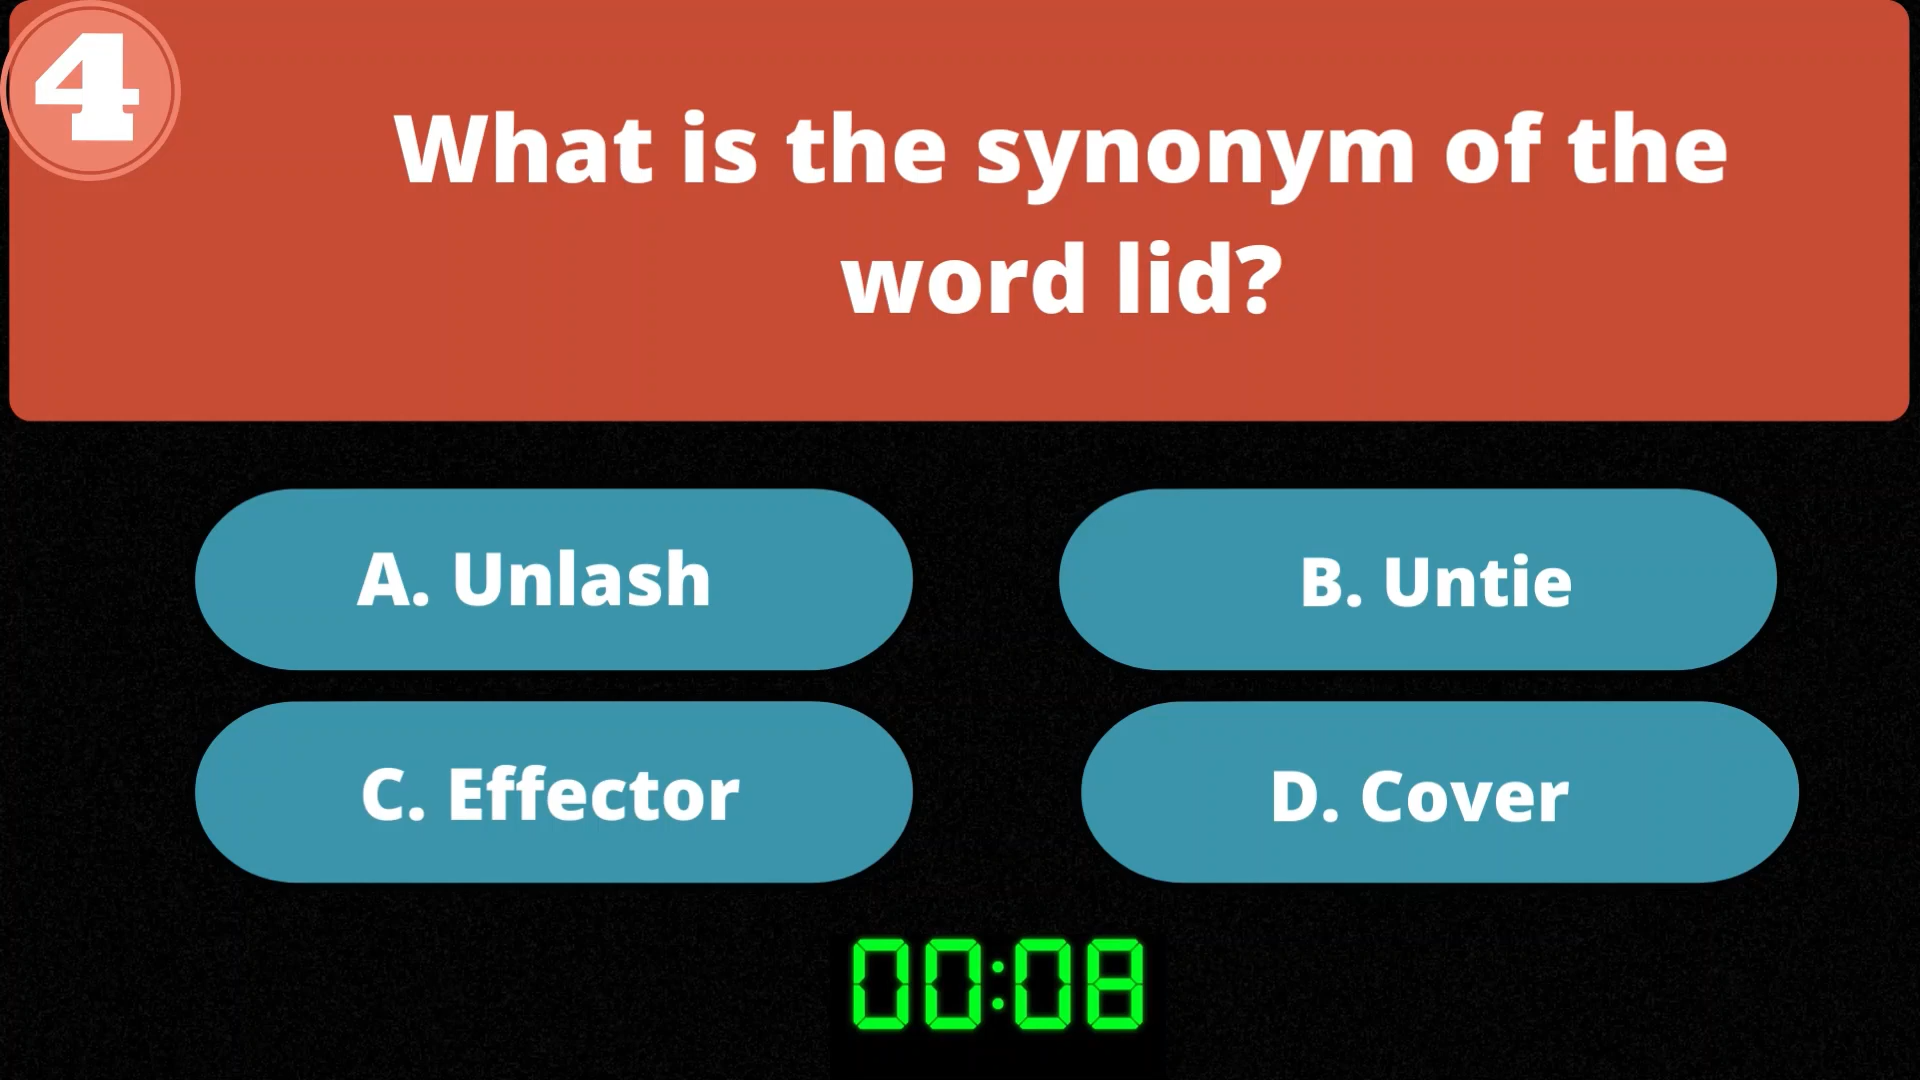 4
What is the synonym of the
word lid?
A. Unlash
B. Untie
C. Effector
D. Cover
00:08